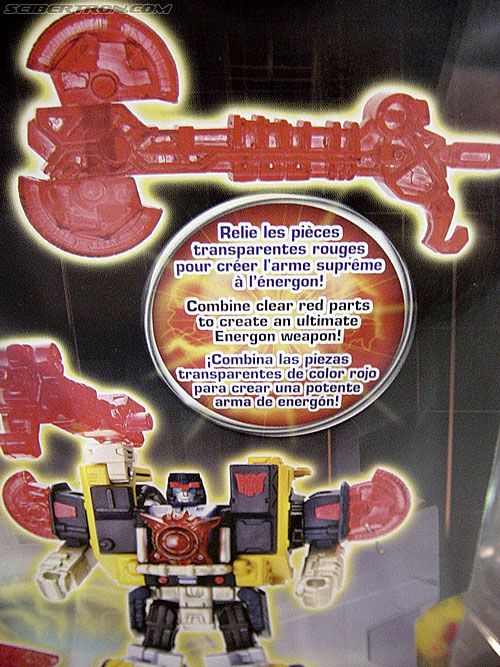 SEIBERTRON.COM
Relie les pièces
transparentes rouges
pour créer l'arme suprême
à l'énergon!
Combine clear red parts
to create an ultimate
Energon weapon!
¡Combina las piezas
transparentes de color rojo
para crear una potente
arma de energón!